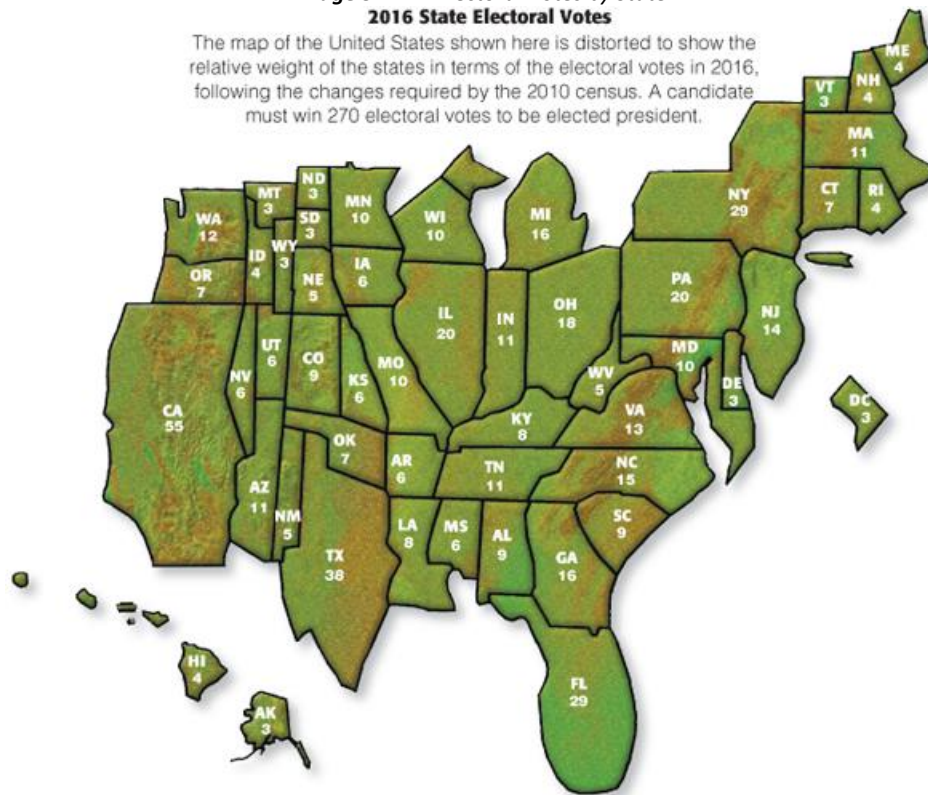 2016 State Electoral Votes
The map of the United States shown here is distorted to show the
relative weight of the states in terms of the electoral votes in 2016,
following the changes required by the 2010 census. A candidate
must win 270 electoral votes to be elected president.
ME
4
VT
3
NH
4
MA
11
NY
29
CT
7
RI
4
WA
12
MT
3
ND
3
MN
10
SD
3
WI
10
MI
16
ID
4
WY
3
OR
7
NE
5
IA
6
PA
20
NJ
14
IL
20
IN
11
OH
18
MD
10
DE
3
DC
3
WV
5
VA
13
CA
55
NV
6
UT
6
CO
9
KS
6
MO
10
KY
8
OK
7
AR
6
TN
11
NC
15
AZ
11
NM
5
TX
38
LA
8
MS
6
AL
9
GA
16
SC
9
HI
4
AK
3
FL
29